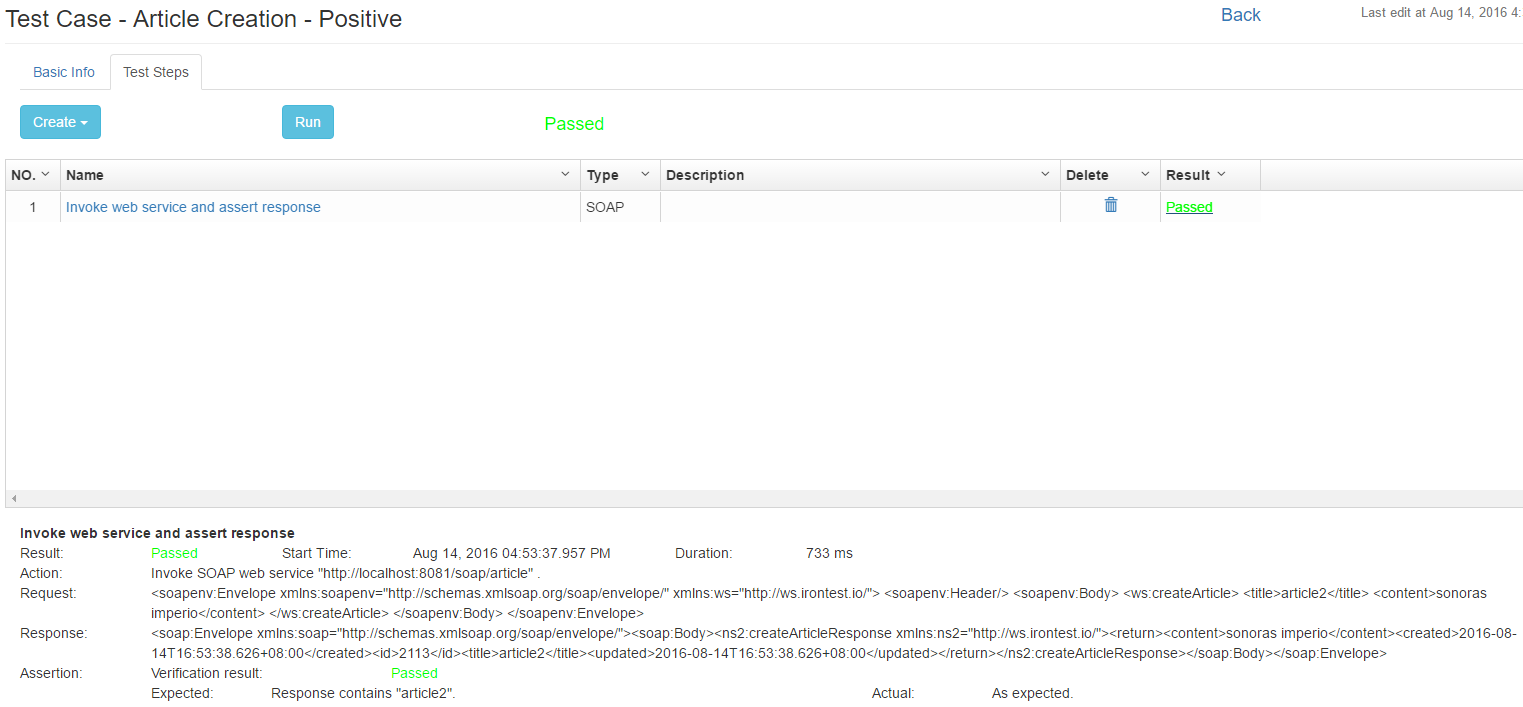 Test Case - Article Creation - Positive
Back
Last edit at Aug 14, 2016 4:
Basic Info
Test Steps
Create
Run
Passed
NO. Name Type Description Delete Result
1 Invoke web service and assert response SOAP Passed
Invoke web service and assert response
Result: Passed Start Time: Aug 14, 2016 04:53:37.957 PM Duration: 733 ms
Action: Invoke SOAP web service "http://localhost:8081/soap/article" .
Request: <soapenv:Envelope xmlns:soapenv="http://schemas.xmlsoap.org/soap/envelope/" xmlns:ws="http://ws.irontest.io/"> <soapenv:Header/> <soapenv:Body> <ws:createArticle> <title>article2</title> <content>sonoras
imperio</content> </ws:createArticle> </soapenv:Body> </soapenv:Envelope>
Response: <soap:Envelope xmlns:soap="http://schemas.xmlsoap.org/soap/envelope/"><soap:Body><ns2:createArticleResponse xmlns:ns2="http://ws.irontest.io/"><return><content>sonoras imperio</content><created>2016-08-
14T16:53:38.626+08:00</created><id>2113</id><title>article2</title><updated>2016-08-14T16:53:38.626+08:00</updated></return></ns2:createArticleResponse></soap:Body></soap:Envelope>
Assertion: Verification result: Passed
Expected: Response contains "article2". Actual: As expected.